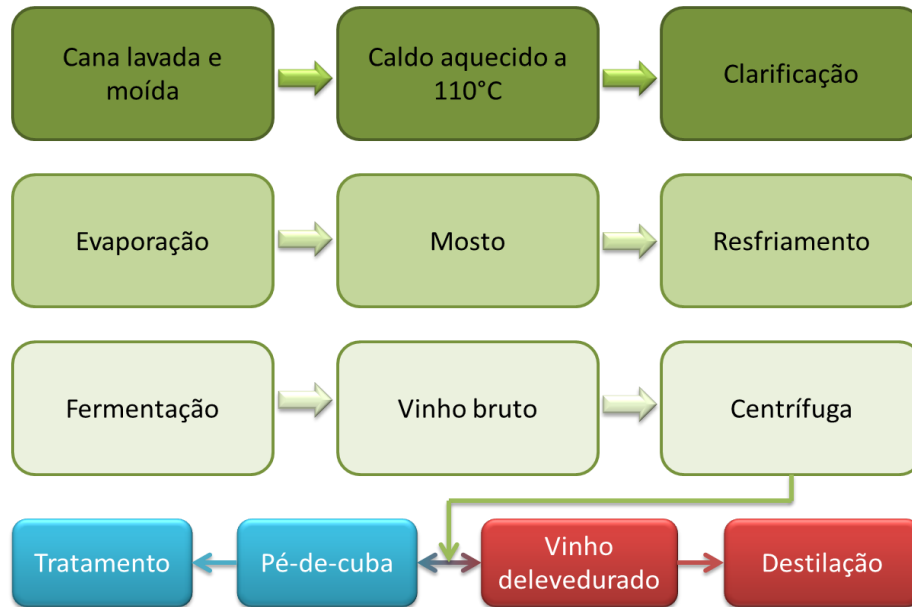 Cana lavada e
moída
Caldo aquecido a
110°C
Clarificação
Evaporação
Mosto
Resfriamento
Fermentação
Vinho bruto
Centrífuga
Tratamento
Pé-de-cuba
Vinho
delevedurado
Destilação